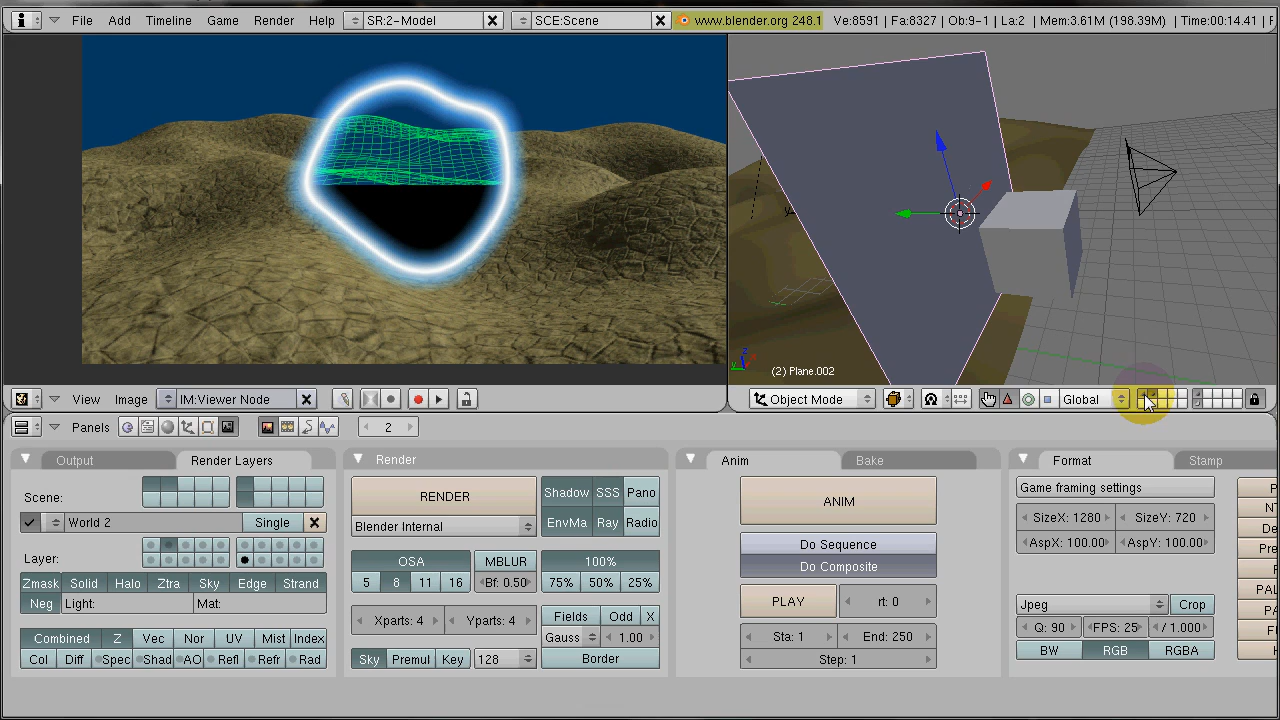 File Add Timeline Game Render Help SR:2-Model SCE:Scene www.blender.org 248.1 Ve:8591 | Fa:8327 | Ob:9-1 | La:2 | Mem:3.61M (198.39M) | Time:00:14.41 |
(2) Plane.002
View Image IM:Viewer Node
Object Mode Global
Panels 2
Output Render Layers
Scene:
World 2 Single
Layer:
Zmask Solid Halo Ztra Sky Edge Strand
Neg Light: Mat:
Combined Z Vec Nor UV Mist Index
Col Diff Spec Shad AO Refl Refr Rad
Render
RENDER
Blender Internal
Shadow SSS Pano
EnvMa Ray Radio
OSA MBLUR 100%
5 8 11 16 Bf: 0.50 75% 50% 25%
Xparts: 4 Yparts: 4 Fields Odd X
Gauss 1.00
Sky Premul Key 128 Border
Anim Bake
ANIM
Do Sequence
Do Composite
PLAY rt: 0
Sta: 1 End: 250
Step: 1
Format Stamp
Game framing settings
SizeX: 1280 SizeY: 720
AspX: 100.00 AspY: 100.00
Jpeg Crop
Q: 90 FPS: 25 / 1.000
BW RGB RGBA